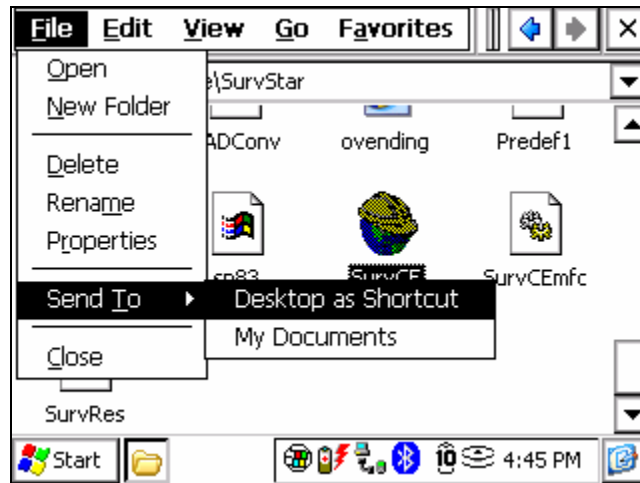 File Edit View Go Favorites
Open
e\SurvStar
New Folder
ADConv ovending Predef1
Delete
Rename
Properties
sp83 SurvCE SurvCEmfc
Send To Desktop as Shortcut
My Documents
Close
SurvRes
Start 4:45 PM